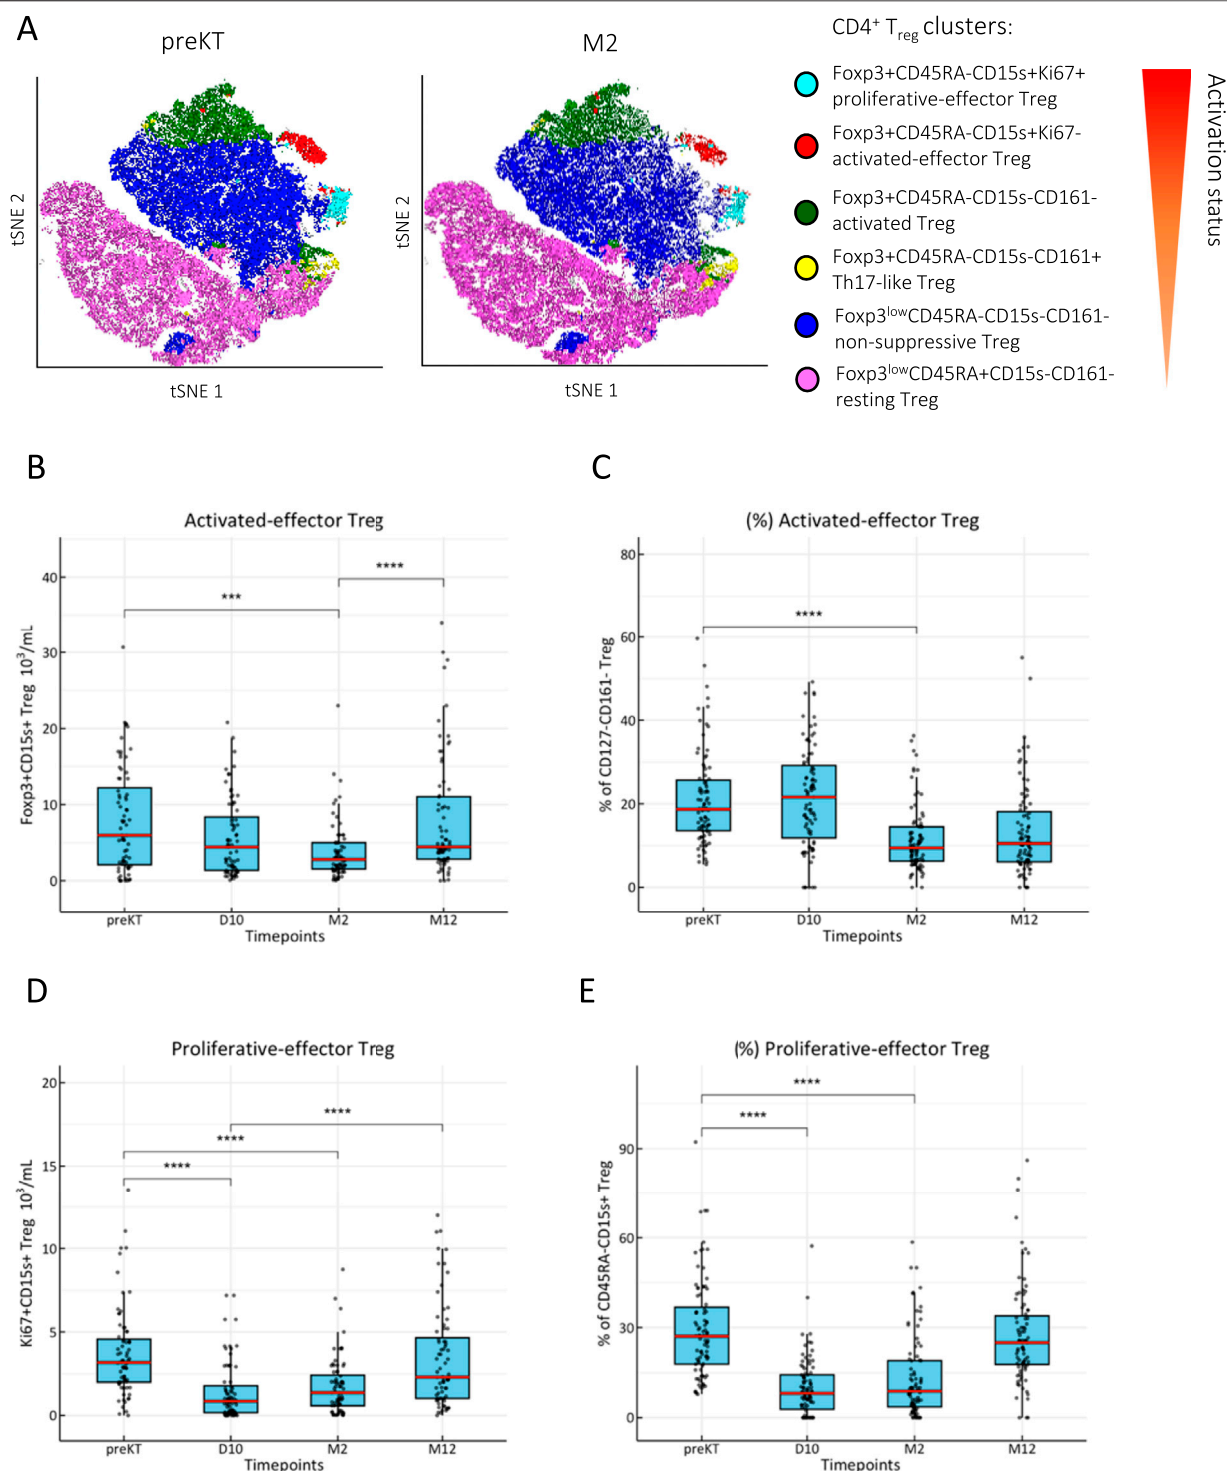 A
preKT
M2
CD4⁺ T_reg clusters:
tSNE 2
tSNE 1
tSNE 2
tSNE 1
Foxp3+CD45RA-CD15s+Ki67+
proliferative-effector Treg
Foxp3+CD45RA-CD15s+Ki67-
activated-effector Treg
Foxp3+CD45RA-CD15s-CD161-
activated Treg
Foxp3+CD45RA-CD15s-CD161+
Th17-like Treg
Foxp3ˡᵒʷCD45RA-CD15s-CD161-
non-suppressive Treg
Foxp3ˡᵒʷCD45RA+CD15s-CD161-
resting Treg
Activation status
B
Activated-effector Treg
Foxp3+CD15s+ Treg 10³/mL
40
30
20
10
0
***
****
preKT D10 M2 M12
Timepoints
C
(%) Activated-effector Treg
% of CD127-CD161- Treg
80
60
40
20
0
****
preKT D10 M2 M12
Timepoints
D
Proliferative-effector Treg
Ki67+CD15s+ Treg 10³/mL
20
15
10
5
0
****
****
****
preKT D10 M2 M12
Timepoints
E
(%) Proliferative-effector Treg
% of CD45RA-CD15s+ Treg
90
60
30
0
****
****
preKT D10 M2 M12
Timepoints